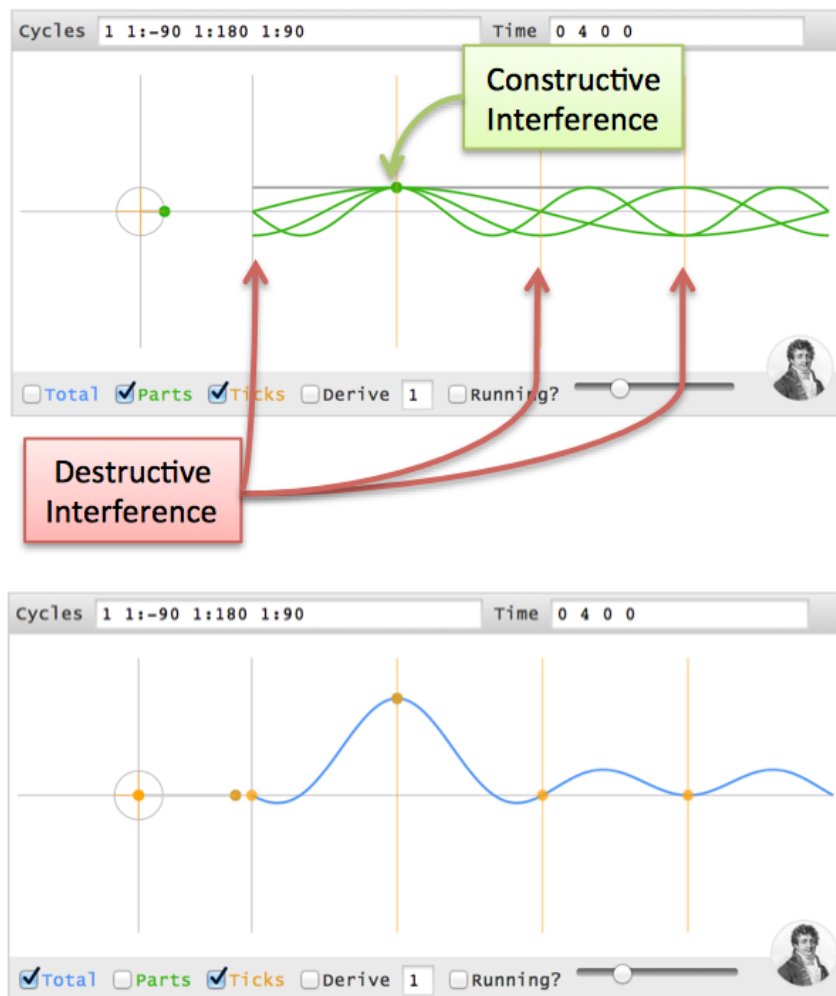 Cycles 1 1:-90 1:180 1:90 Time 0 4 0 0
Constructive
Interference
Total Parts Ticks Derive 1 Running?
Destructive
Interference
Cycles 1 1:-90 1:180 1:90 Time 0 4 0 0
Total Parts Ticks Derive 1 Running?